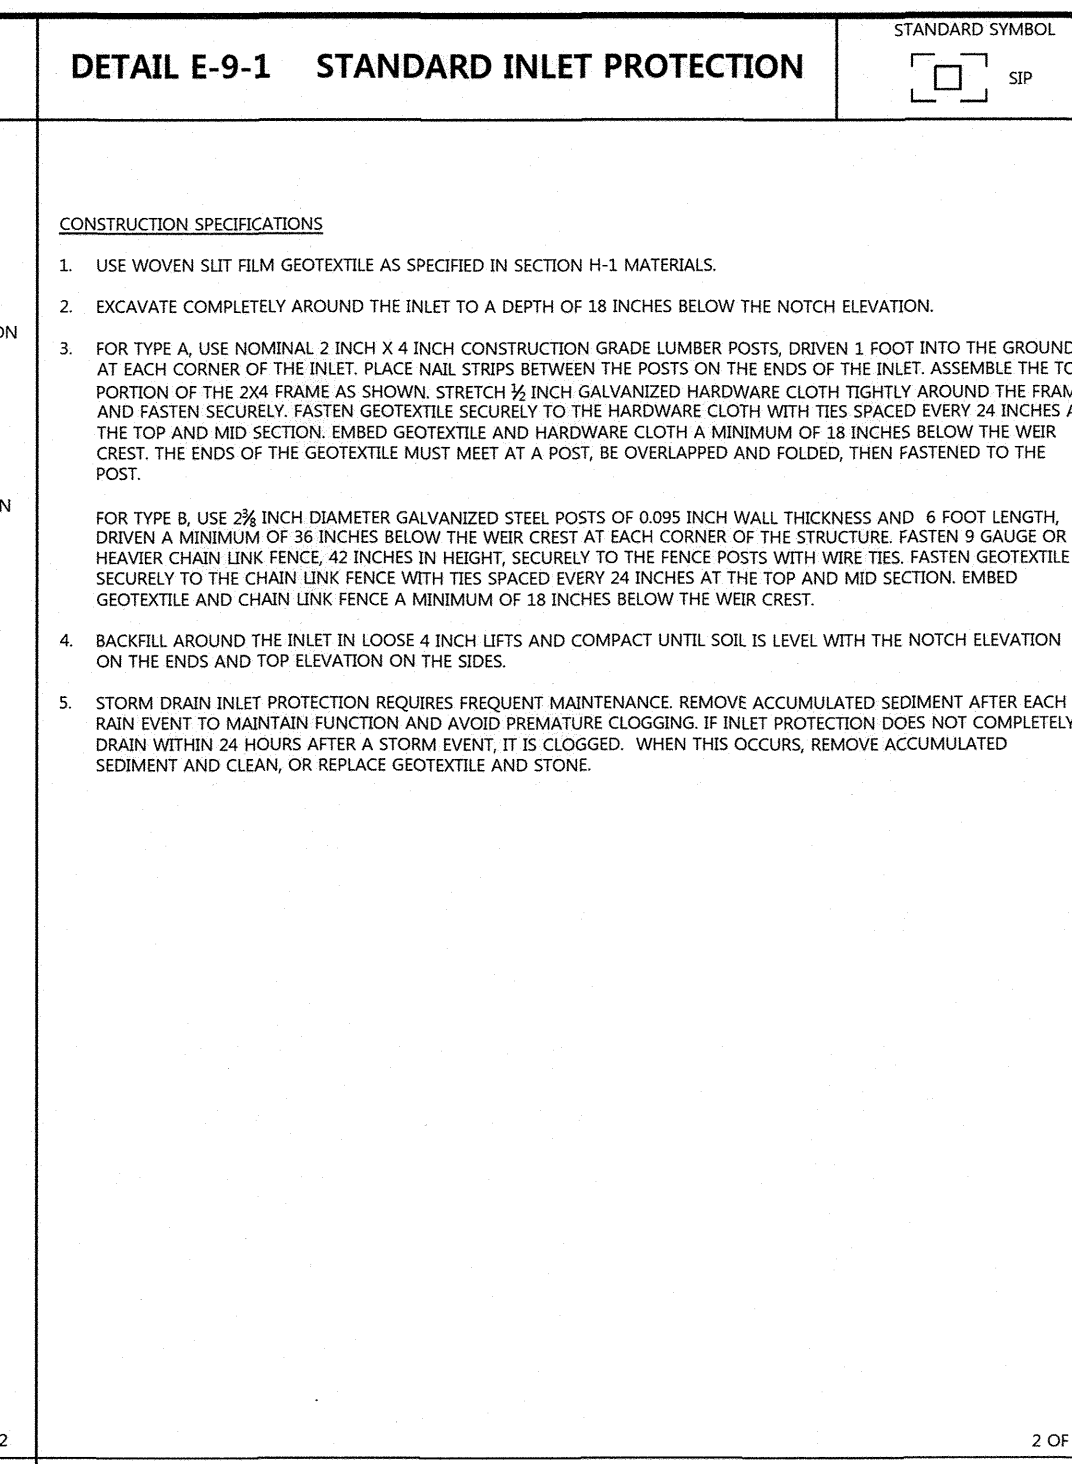 STANDARD SYMBOL
DETAIL E-9-1 STANDARD INLET PROTECTION
SIP
CONSTRUCTION SPECIFICATIONS
1. USE WOVEN SLIT FILM GEOTEXTILE AS SPECIFIED IN SECTION H-1 MATERIALS.
2. EXCAVATE COMPLETELY AROUND THE INLET TO A DEPTH OF 18 INCHES BELOW THE NOTCH ELEVATION.
ON
3. FOR TYPE A, USE NOMINAL 2 INCH X 4 INCH CONSTRUCTION GRADE LUMBER POSTS, DRIVEN 1 FOOT INTO THE GROUND
AT EACH CORNER OF THE INLET. PLACE NAIL STRIPS BETWEEN THE POSTS ON THE ENDS OF THE INLET. ASSEMBLE THE TO
PORTION OF THE 2X4 FRAME AS SHOWN. STRETCH ½ INCH GALVANIZED HARDWARE CLOTH TIGHTLY AROUND THE FRAM
AND FASTEN SECURELY. FASTEN GEOTEXTILE SECURELY TO THE HARDWARE CLOTH WITH TIES SPACED EVERY 24 INCHES A
THE TOP AND MID SECTION. EMBED GEOTEXTILE AND HARDWARE CLOTH A MINIMUM OF 18 INCHES BELOW THE WEIR
CREST. THE ENDS OF THE GEOTEXTILE MUST MEET AT A POST, BE OVERLAPPED AND FOLDED, THEN FASTENED TO THE
POST.
N
FOR TYPE B, USE 2⅜ INCH DIAMETER GALVANIZED STEEL POSTS OF 0.095 INCH WALL THICKNESS AND 6 FOOT LENGTH,
DRIVEN A MINIMUM OF 36 INCHES BELOW THE WEIR CREST AT EACH CORNER OF THE STRUCTURE. FASTEN 9 GAUGE OR
HEAVIER CHAIN LINK FENCE, 42 INCHES IN HEIGHT, SECURELY TO THE FENCE POSTS WITH WIRE TIES. FASTEN GEOTEXTILE
SECURELY TO THE CHAIN LINK FENCE WITH TIES SPACED EVERY 24 INCHES AT THE TOP AND MID SECTION. EMBED
GEOTEXTILE AND CHAIN LINK FENCE A MINIMUM OF 18 INCHES BELOW THE WEIR CREST.
4. BACKFILL AROUND THE INLET IN LOOSE 4 INCH LIFTS AND COMPACT UNTIL SOIL IS LEVEL WITH THE NOTCH ELEVATION
ON THE ENDS AND TOP ELEVATION ON THE SIDES.
5. STORM DRAIN INLET PROTECTION REQUIRES FREQUENT MAINTENANCE. REMOVE ACCUMULATED SEDIMENT AFTER EACH
RAIN EVENT TO MAINTAIN FUNCTION AND AVOID PREMATURE CLOGGING. IF INLET PROTECTION DOES NOT COMPLETELY
DRAIN WITHIN 24 HOURS AFTER A STORM EVENT, IT IS CLOGGED. WHEN THIS OCCURS, REMOVE ACCUMULATED
SEDIMENT AND CLEAN, OR REPLACE GEOTEXTILE AND STONE.
2
2 OF